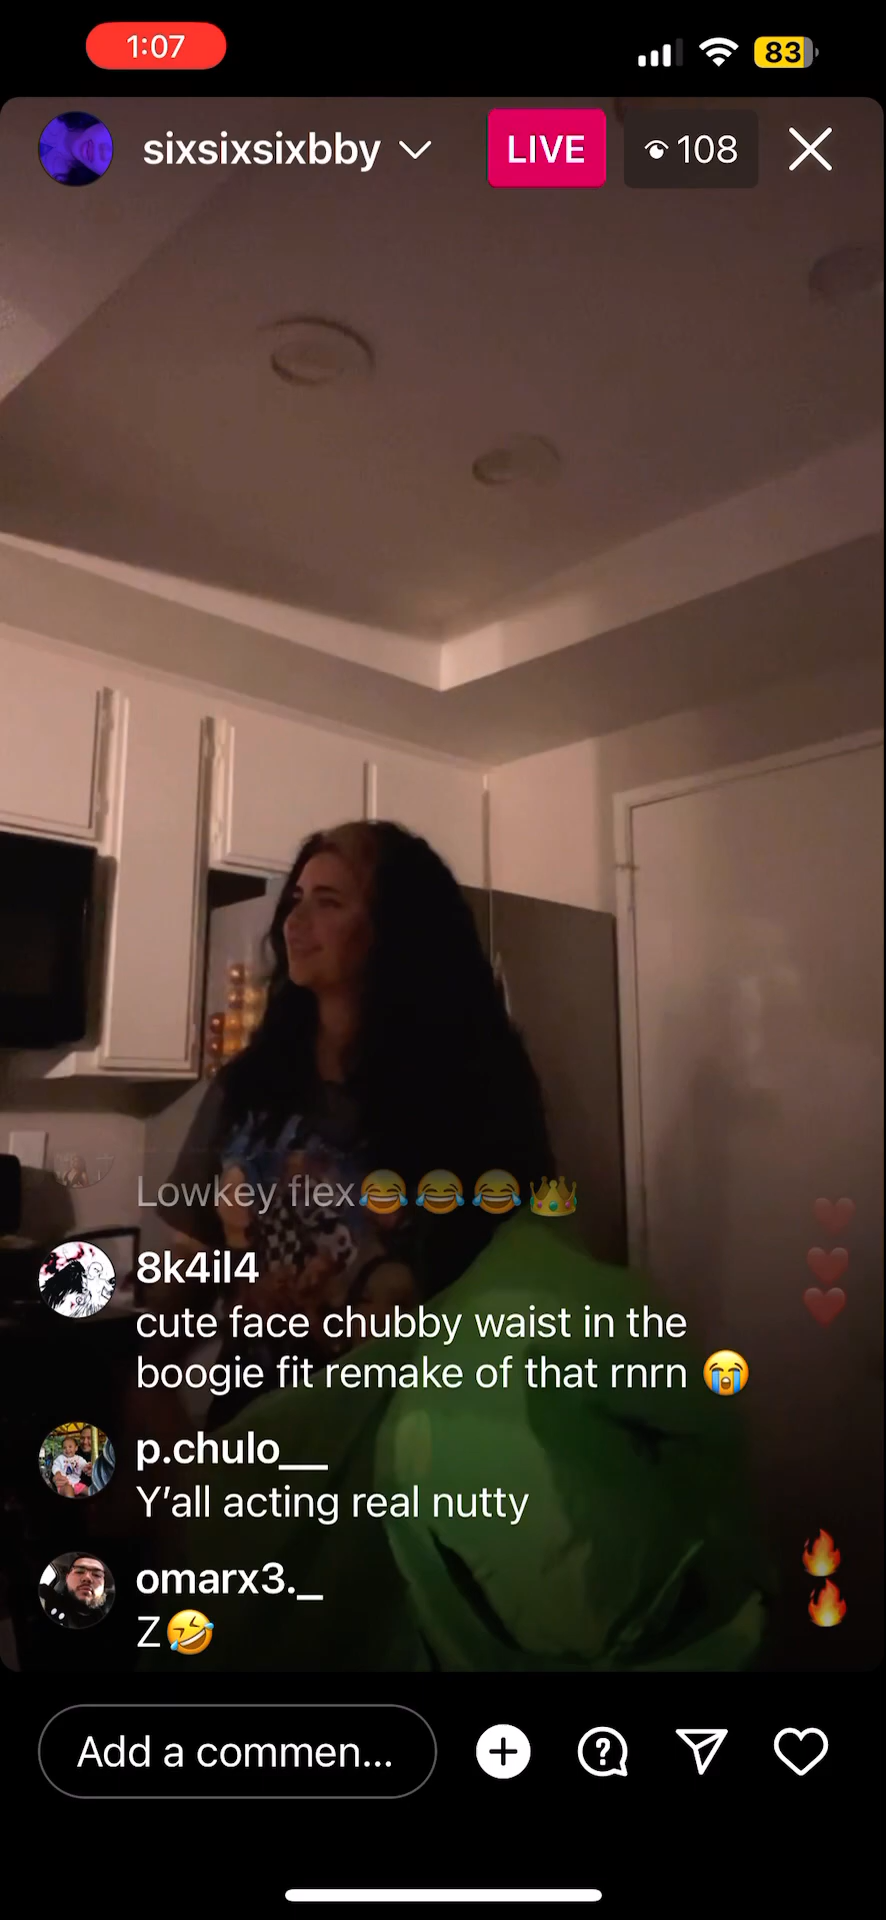 1:07
83
sixsixsixbby
LIVE
108
Lowkey flex😂😂😂👑
8k4il4
cute face chubby waist in the
boogie fit remake of that rnrn 😭
p.chulo__
Y’all acting real nutty
omarx3._
Z🤣
Add a commen...